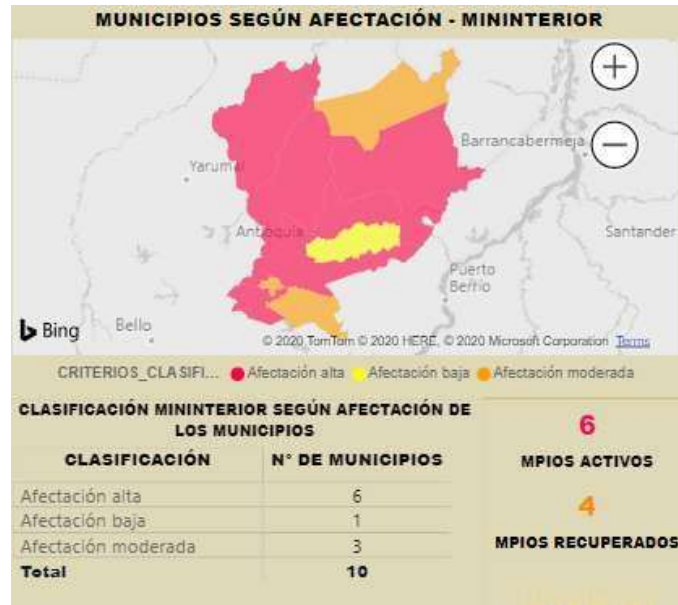 MUNICIPIOS SEGÚN AFECTACIÓN - MININTERIOR
Barrancabermeja
Yarumal
Antioquia
Santander
Puerto
Berrío
Bello
Bing
© 2020 TomTom © 2020 HERE, © 2020 Microsoft Corporation Terms
CRITERIOS_CLASIFI... Afectación alta Afectación baja Afectación moderada
CLASIFICACIÓN MININTERIOR SEGÚN AFECTACIÓN DE
LOS MUNICIPIOS
CLASIFICACIÓN N° DE MUNICIPIOS
Afectación alta 6
Afectación baja 1
Afectación moderada 3
Total 10
6
MPIOS ACTIVOS
4
MPIOS RECUPERADOS